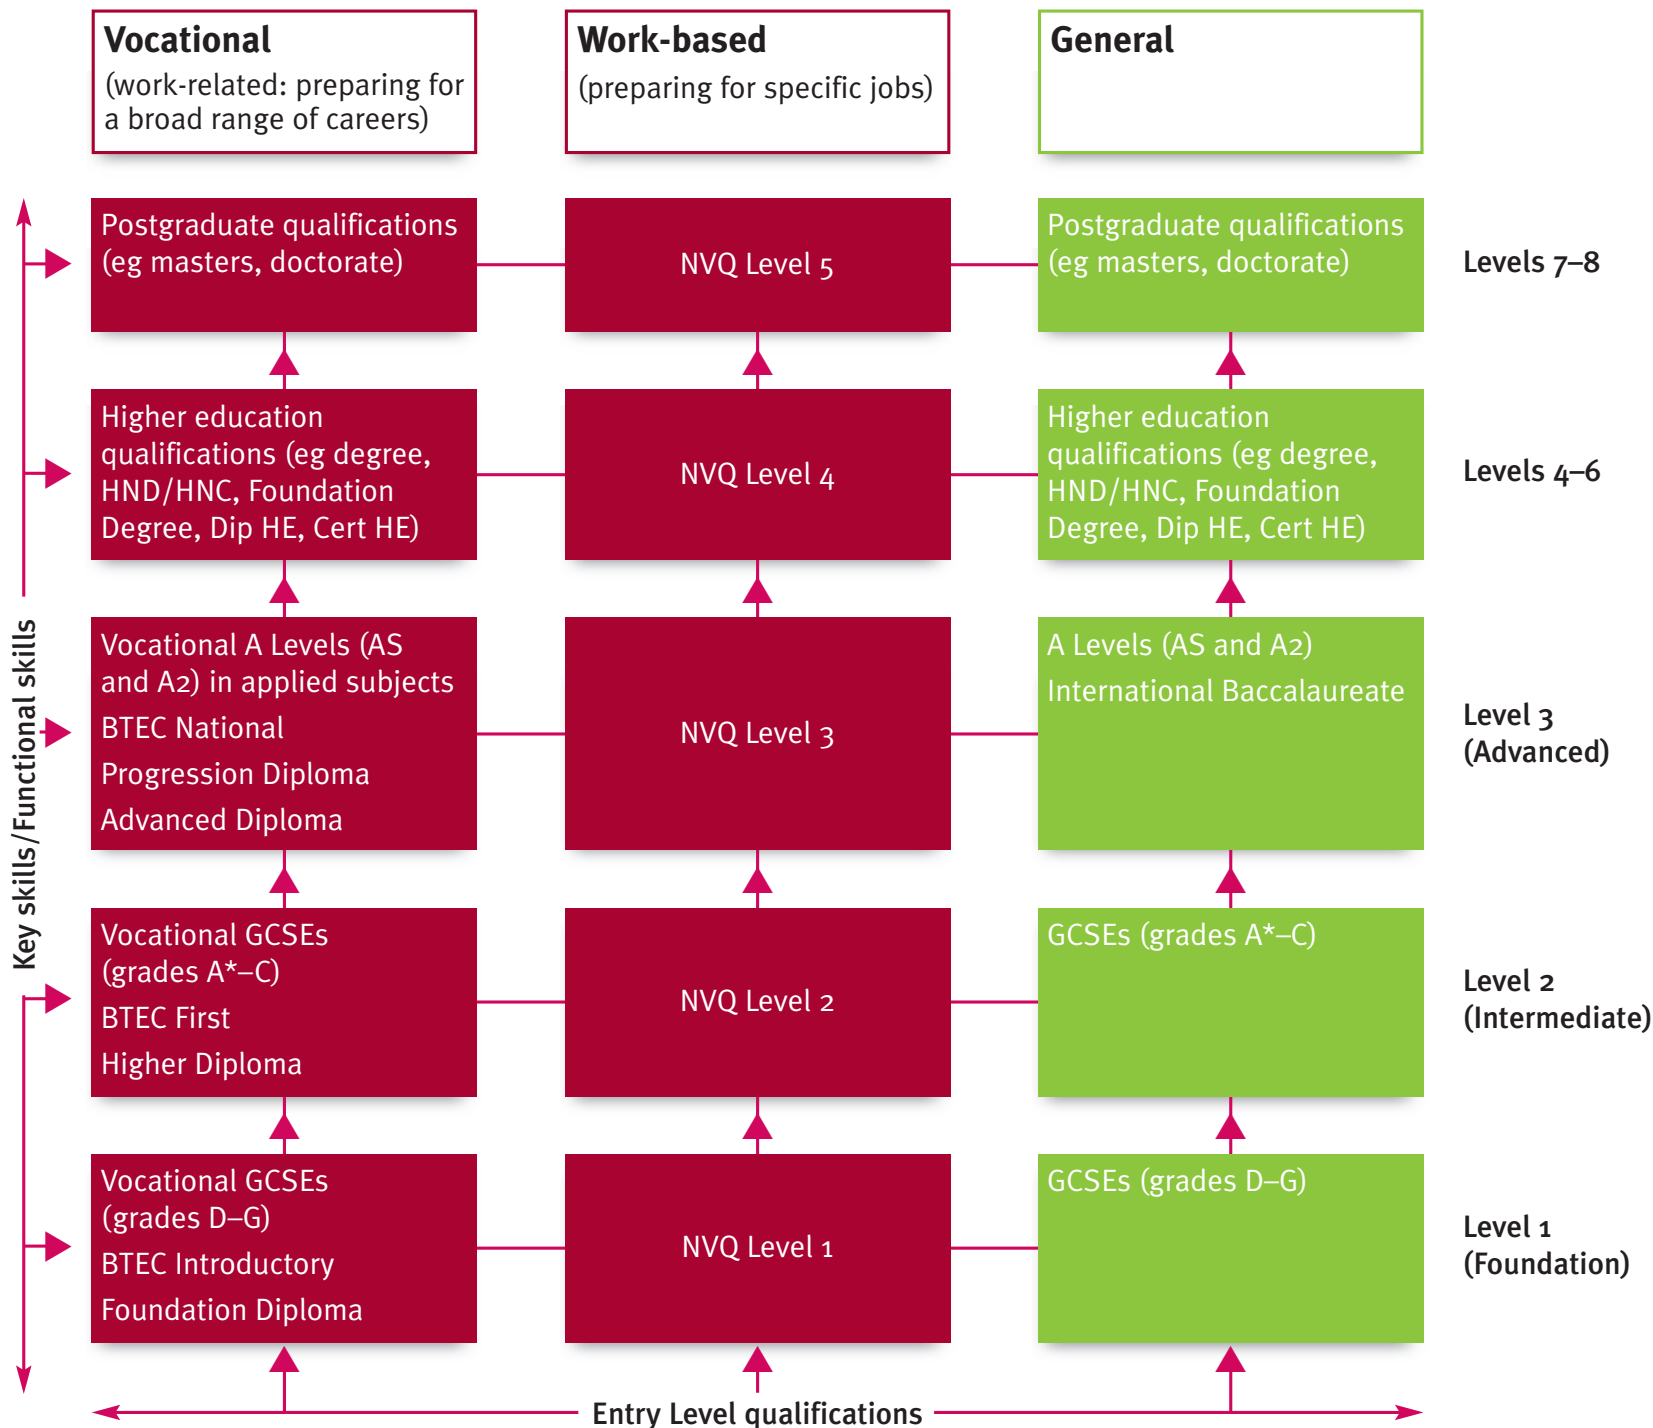 Vocational
(work-related: preparing for
a broad range of careers)
Work-based
(preparing for specific jobs)
General
Postgraduate qualifications
(eg masters, doctorate)
NVQ Level 5
Postgraduate qualifications
(eg masters, doctorate)
Levels 7–8
Higher education
qualifications (eg degree,
HND/HNC, Foundation
Degree, Dip HE, Cert HE)
NVQ Level 4
Higher education
qualifications (eg degree,
HND/HNC, Foundation
Degree, Dip HE, Cert HE)
Levels 4–6
Key skills/Functional skills
Vocational A Levels (AS
and A2) in applied subjects
BTEC National
Progression Diploma
Advanced Diploma
NVQ Level 3
A Levels (AS and A2)
International Baccalaureate
Level 3
(Advanced)
Vocational GCSEs
(grades A*–C)
BTEC First
Higher Diploma
NVQ Level 2
GCSEs (grades A*–C)
Level 2
(Intermediate)
Vocational GCSEs
(grades D–G)
BTEC Introductory
Foundation Diploma
NVQ Level 1
GCSEs (grades D–G)
Level 1
(Foundation)
Entry Level qualifications